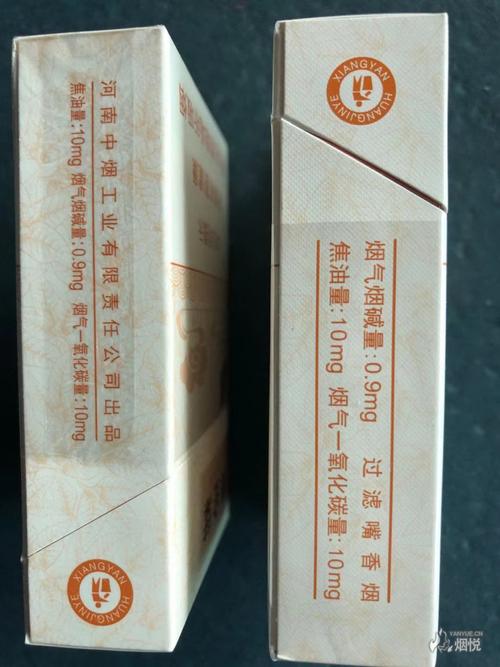 河南中烟工业有限责任公司出品
焦油量:10mg 烟气烟碱量:0.9mg 烟气一氧化碳量:10mg
XIANGYAN
HUANGJINYE
XIANGYAN
HUANGJINYE
烟气烟碱量:0.9mg 过滤嘴香烟
焦油量:10mg 烟气一氧化碳量:10mg
YANYUE.CN
烟悦